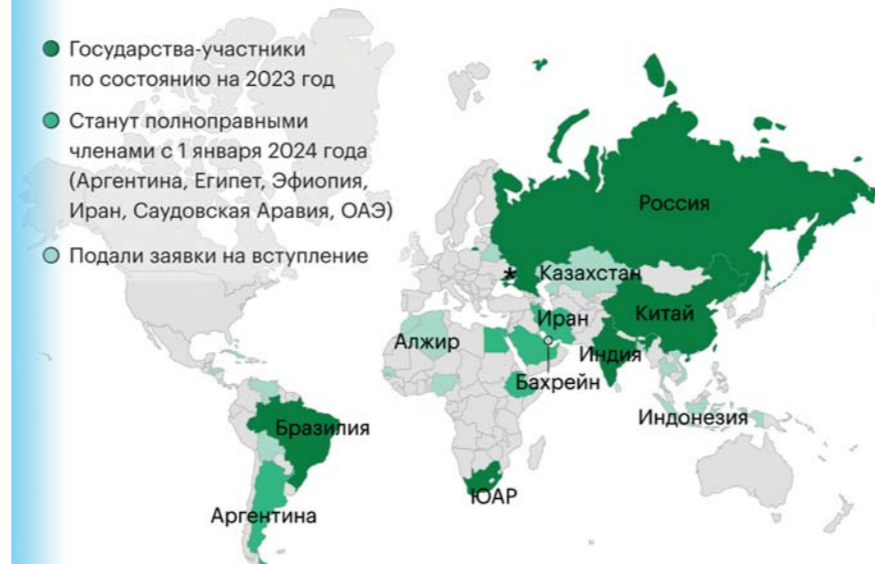 Государства-участники
по состоянию на 2023 год
Станут полноправными
членами с 1 января 2024 года
(Аргентина, Египет, Эфиопия,
Иран, Саудовская Аравия, ОАЭ)
Подали заявки на вступление
Россия
*
Казахстан
Иран
Китай
Алжир
Индия
Бахрейн
Индонезия
Бразилия
ЮАР
Аргентина